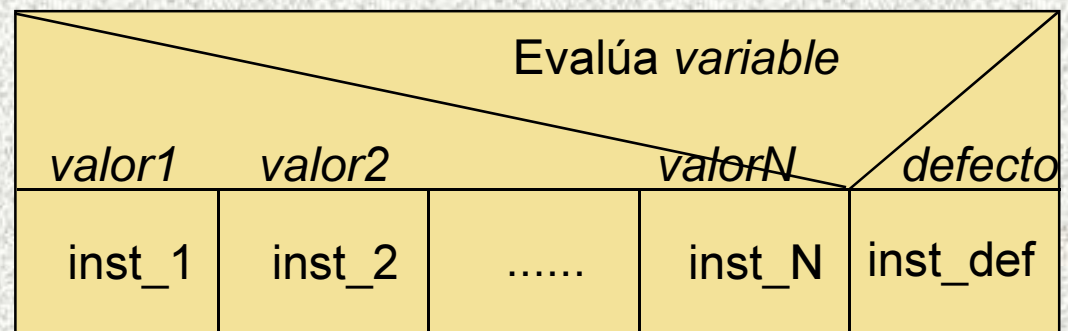 Evalúa variable
valor1 valor2 valorN defecto
inst_1 inst_2 ...... inst_N inst_def